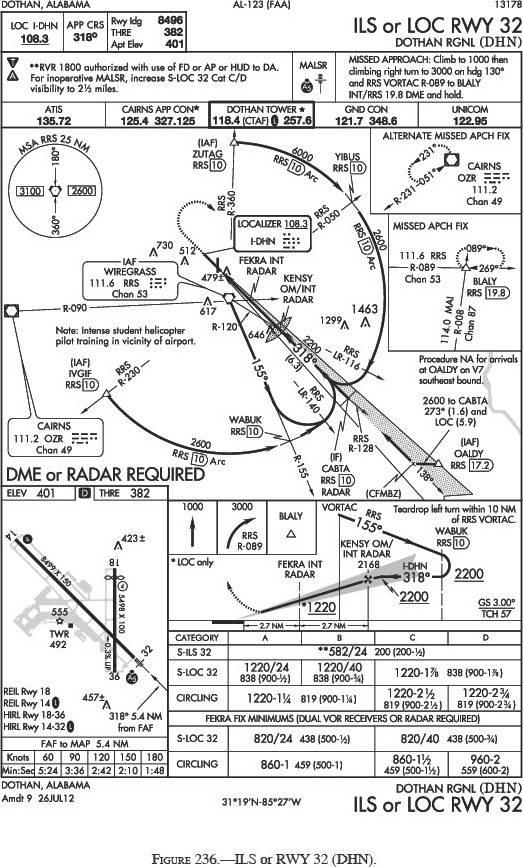 DOTHAN, ALABAMA
AL-123 (FAA)
13178
LOC I-DHN
108.3
APP CRS
318°
Rwy ldg 8496
THRE 382
Apt Elev 401
ILS or LOC RWY 32
DOTHAN RGNL (DHN)
**RVR 1800 authorized with use of FD or AP or HUD to DA.
For inoperative MALSR, increase S-LOC 32 Cat C/D
visibility to 2½ miles.
MALSR
MISSED APPROACH: Climb to 1000 then
climbing right turn to 3000 on hdg 130°
and RRS VORTAC R-089 to BLALY
INT/RRS 19.8 DME and hold.
ATIS
135.72
CAIRNS APP CON*
125.4 327.125
DOTHAN TOWER *
118.4 (CTAF) L 257.6
GND CON
121.7 348.6
UNICOM
122.95
MSA RRS 25 NM
180°
3100
2600
360°
(IAF)
ZUTAG
RRS 10
6000
RRS 10 Arc
YIBUS
RRS 10
ALTERNATE MISSED APCH FIX
231°
R-231
051°
CAIRNS
OZR
111.2
Chan 49
RRS
R-360
RRS
R-050
2600
RRS 10 Arc
LOCALIZER 108.3
I-DHN
MISSED APCH FIX
111.6 RRS
R-089
Chan 53
089°
269°
BLALY
RRS 19.8
114.0 MAI
R-008
Chan 87
730
512
IAF
WIREGRASS
111.6 RRS
Chan 53
479±
FEKRA INT
RADAR
KENSY
OM/INT
RADAR
617
R-090
R-120
646
1463
1299
2200
318°
(6.3)
LR-116
Note: Intense student helicopter
pilot training in vicinity of airport.
155°
LR-140
(IAF)
IVGIF
RRS 10
RRS
R-230
Procedure NA for arrivals
at OALDY on V7
southeast bound.
2600 to CABTA
273° (1.6) and
LOC (5.9)
CAIRNS
111.2 OZR
Chan 49
2600
RRS 10 Arc
WABUK
RRS 10
R-155
(IF)
CABTA
RRS 10
RADAR
RRS
R-128
(IAF)
OALDY
RRS 17.2
138°
(CFMBZ)
DME or RADAR REQUIRED
ELEV 401
D
THRE 382
14
8499 X 150
423±
18
P
5498 X 100
555
TWR
492
-0.3% UP
32
36
457±
REIL Rwy 18
REIL Rwy 14 L
HIRL Rwy 18-36
HIRL Rwy 14-32 L
318° 5.4 NM
from FAF
FAF to MAP 5.4 NM
Knots 60 90 120 150 180
Min:Sec 5:24 3:36 2:42 2:10 1:48
1000
3000
RRS
R-089
BLALY
VORTAC
Teardrop left turn within 10 NM
of RRS VORTAC.
RRS
155°
WABUK
RRS 10
* LOC only
FEKRA INT
RADAR
KENSY OM/
INT RADAR
2168
I-DHN
318°
2200
2200
*1220
GS 3.00°
TCH 57
2.7 NM
2.7 NM
CATEGORY A B C D
S-ILS 32 **582/24 200 (200-½)
S-LOC 32 1220/24 838 (900-½) 1220/40 838 (900-¾) 1220-1⅞ 838 (900-1⅞)
CIRCLING 1220-1¼ 819 (900-1¼) 1220-2½ 819 (900-2½) 1220-2¾ 819 (900-2¾)
FEKRA FIX MINIMUMS (DUAL VOR RECEIVERS OR RADAR REQUIRED)
S-LOC 32 820/24 438 (500-½) 820/40 438 (500-¾)
CIRCLING 860-1 459 (500-1) 860-1½ 459 (500-1½) 960-2 559 (600-2)
DOTHAN, ALABAMA
Amdt 9 26JUL12
31°19'N-85°27'W
DOTHAN RGNL (DHN)
ILS or LOC RWY 32
FIGURE 236.—ILS or RWY 32 (DHN).